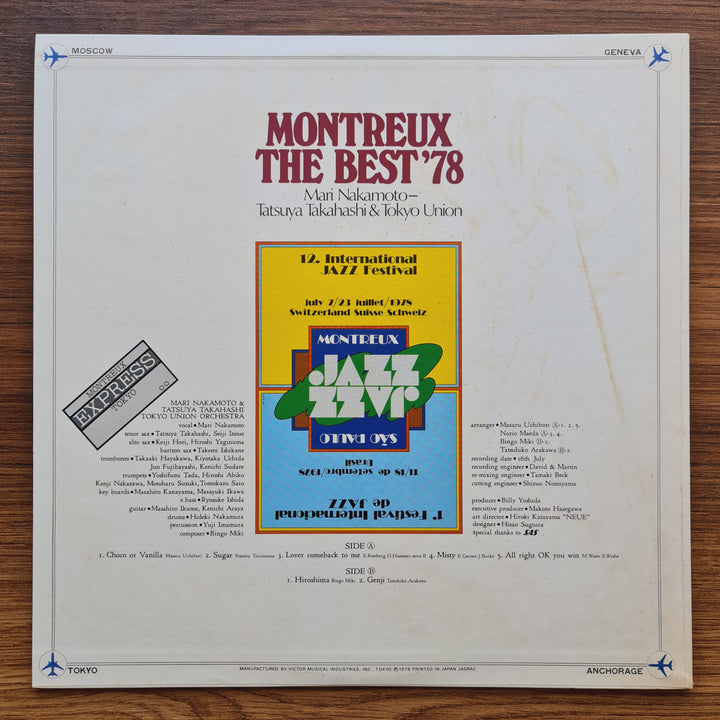 MOSCOW
GENEVA
MONTREUX
THE BEST '78
Mari Nakamoto–
Tatsuya Takahashi & Tokyo Union
12. International
JAZZ Festival
july 7/23 juillet/1978
Switzerland Suisse Schweiz
MONTREUX
JAZZ
JAZZ
SÃO PAULO
11/18 de setembro/1978
Brasil
1º Festival Internacional
de JAZZ
MONTREUX
EXPRESS
TOKYO
MARI NAKAMOTO &
TATSUYA TAKAHASHI
TOKYO UNION ORCHESTRA
vocal • Mari Nakamoto
tenor sax • Tatsuya Takahashi, Seiji Inoue
alto sax • Keiji Hori, Hiroshi Yaginuma
bariton sax • Takemi Ishikane
trombones • Takashi Hayakawa, Kiyotaka Uchida
Jun Fujibayashi, Kenichi Sudare
trumpets • Yoshifumi Tada, Hiroshi Abiko
Kenji Nakazawa, Motoharu Suzuki, Tomokazu Sain
key boards • Masahiro Kanayama, Masayuki Ikawa
e.bass • Ryosuke Ishida
guitar • Masahiro Ikume, Kenichi Araya
drums • Hideki Nakamura
percussion • Yuji Imamura
composer • Bingo Miki
arranger • Masaru Uchibori Ⓐ-1. 2. 5.
Norio Maeda Ⓐ-3. 4.
Bingo Miki Ⓑ-1.
Tatsuhiko Arakawa Ⓑ-2.
recording date • 16th July
recording engineer • David & Martin
re-mixing engineer • Tamaki Beck
cutting engineer • Shizuo Nomiyama
producer • Billy Yoshida
executive producer • Makoto Hasegawa
art director • Hiroki Katayama "NEUE"
designer • Hisao Sugiura
special thanks to SAS
SIDE Ⓐ
1. Choco or Vanilla Masaru Uchibori 2. Sugar Stanley Turrentine 3. Lover comeback to me S. Romberg O. Hammerstein II 4. Misty E. Garner-J. Burke 5. All right OK you win M. Watts S. Wyche
SIDE Ⓑ
1. Hiroshima Bingo Miki 2. Genji Tatsuhiko Arakawa
TOKYO
MANUFACTURED BY VICTOR MUSICAL INDUSTRIES, INC., TOKYO. ℗1978 PRINTED IN JAPAN JASRAC
ANCHORAGE